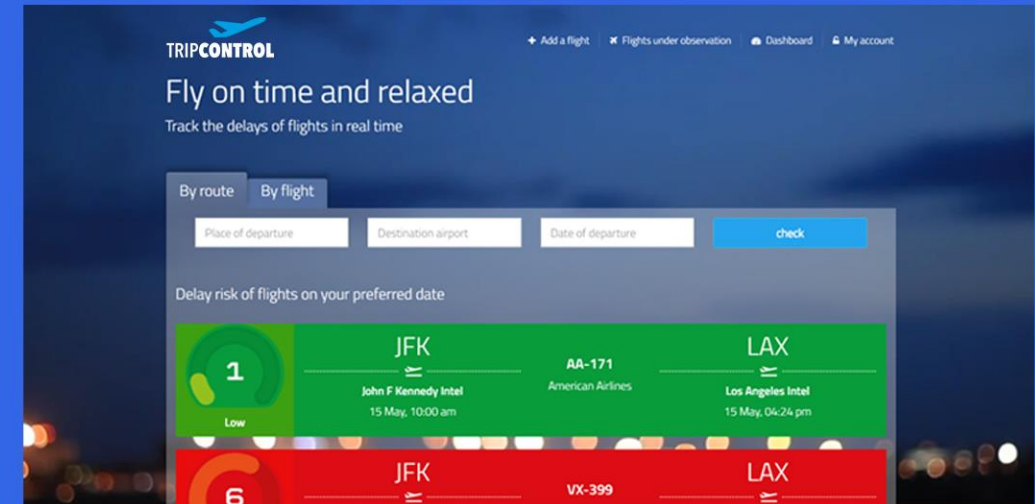 TRIPCONTROL
Add a flight Flights under observation Dashboard My account
Fly on time and relaxed
Track the delays of flights in real time
By route By flight
Place of departure Destination airport Date of departure check
Delay risk of flights on your preferred date
1
Low
JFK
John F Kennedy Intel
15 May, 10:00 am
AA-171
American Airlines
LAX
Los Angeles Intel
15 May, 04:24 pm
6
JFK
VX-399
LAX